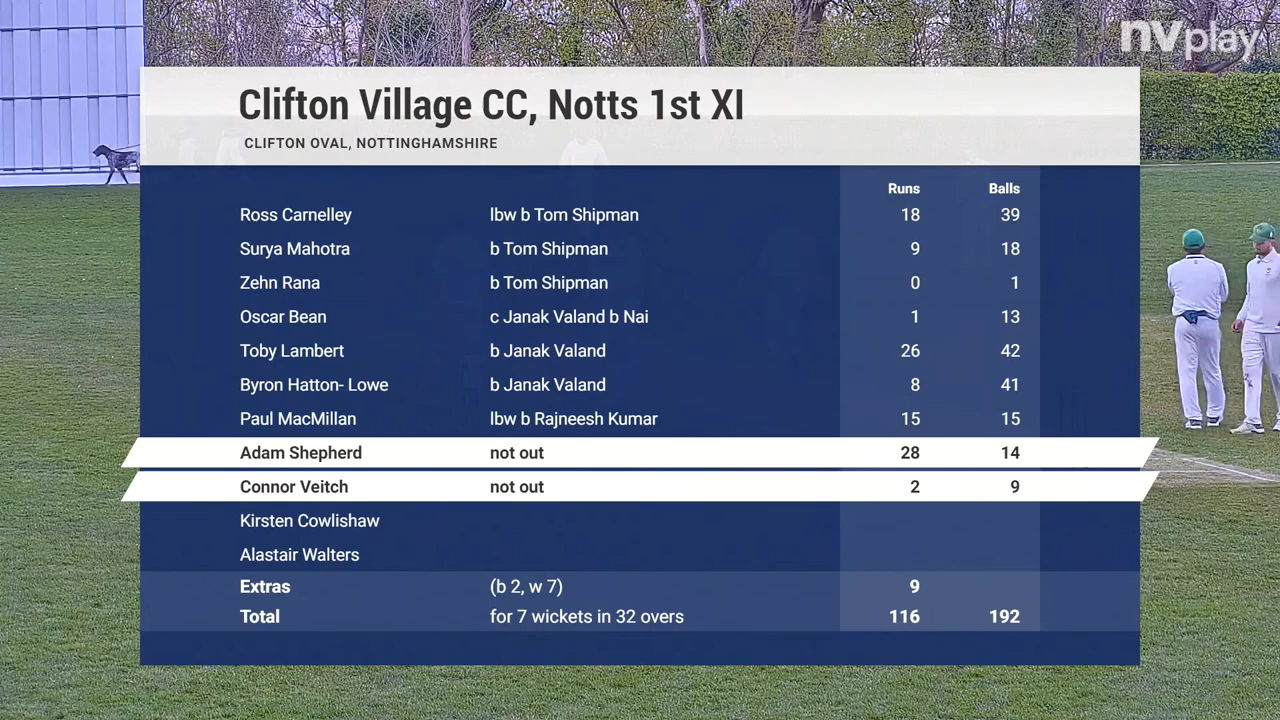 nvplay
Clifton Village CC, Notts 1st XI
CLIFTON OVAL, NOTTINGHAMSHIRE
Runs Balls
Ross Carnelley lbw b Tom Shipman 18 39
Surya Mahotra b Tom Shipman 9 18
Zehn Rana b Tom Shipman 0 1
Oscar Bean c Janak Valand b Nai 1 13
Toby Lambert b Janak Valand 26 42
Byron Hatton- Lowe b Janak Valand 8 41
Paul MacMillan lbw b Rajneesh Kumar 15 15
Adam Shepherd not out 28 14
Connor Veitch not out 2 9
Kirsten Cowlishaw
Alastair Walters
Extras (b 2, w 7) 9
Total for 7 wickets in 32 overs 116 192